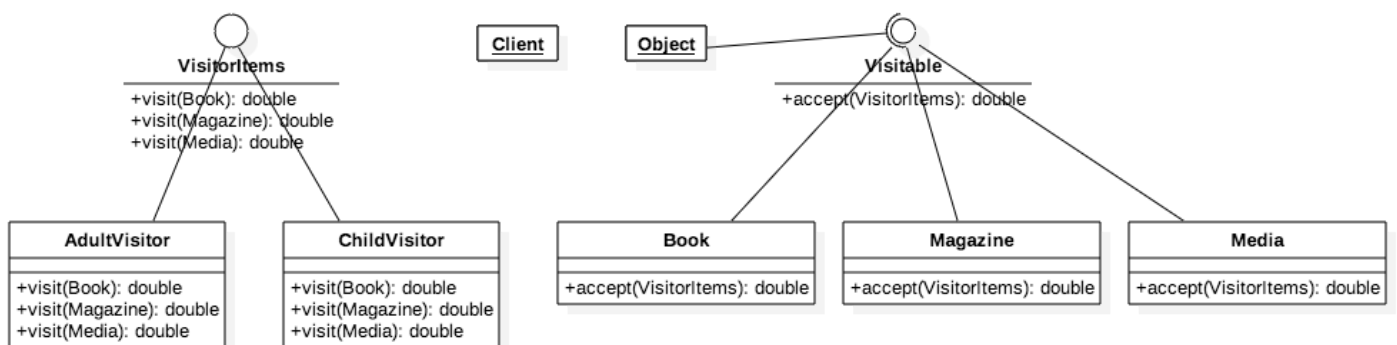 Client
Object
VisitorItems
+visit(Book): double
+visit(Magazine): double
+visit(Media): double
Visitable
+accept(VisitorItems): double
AdultVisitor
+visit(Book): double
+visit(Magazine): double
+visit(Media): double
ChildVisitor
+visit(Book): double
+visit(Magazine): double
+visit(Media): double
Book
+accept(VisitorItems): double
Magazine
+accept(VisitorItems): double
Media
+accept(VisitorItems): double